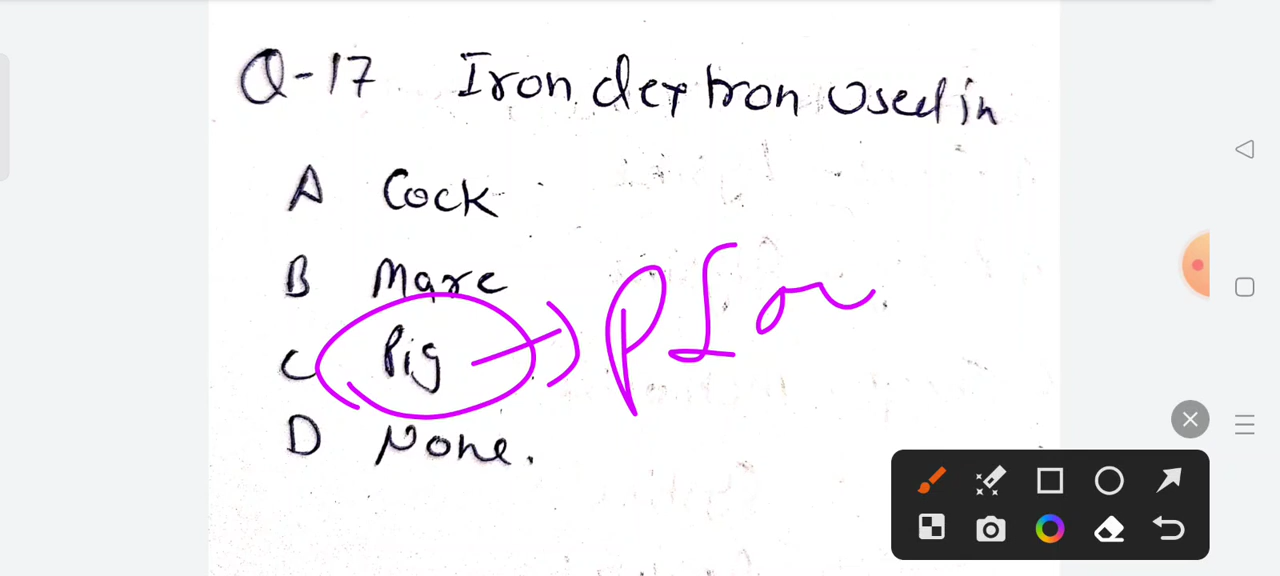 Q-17 Iron dextron used in
A Cock
B Mare
C Pig
D None.